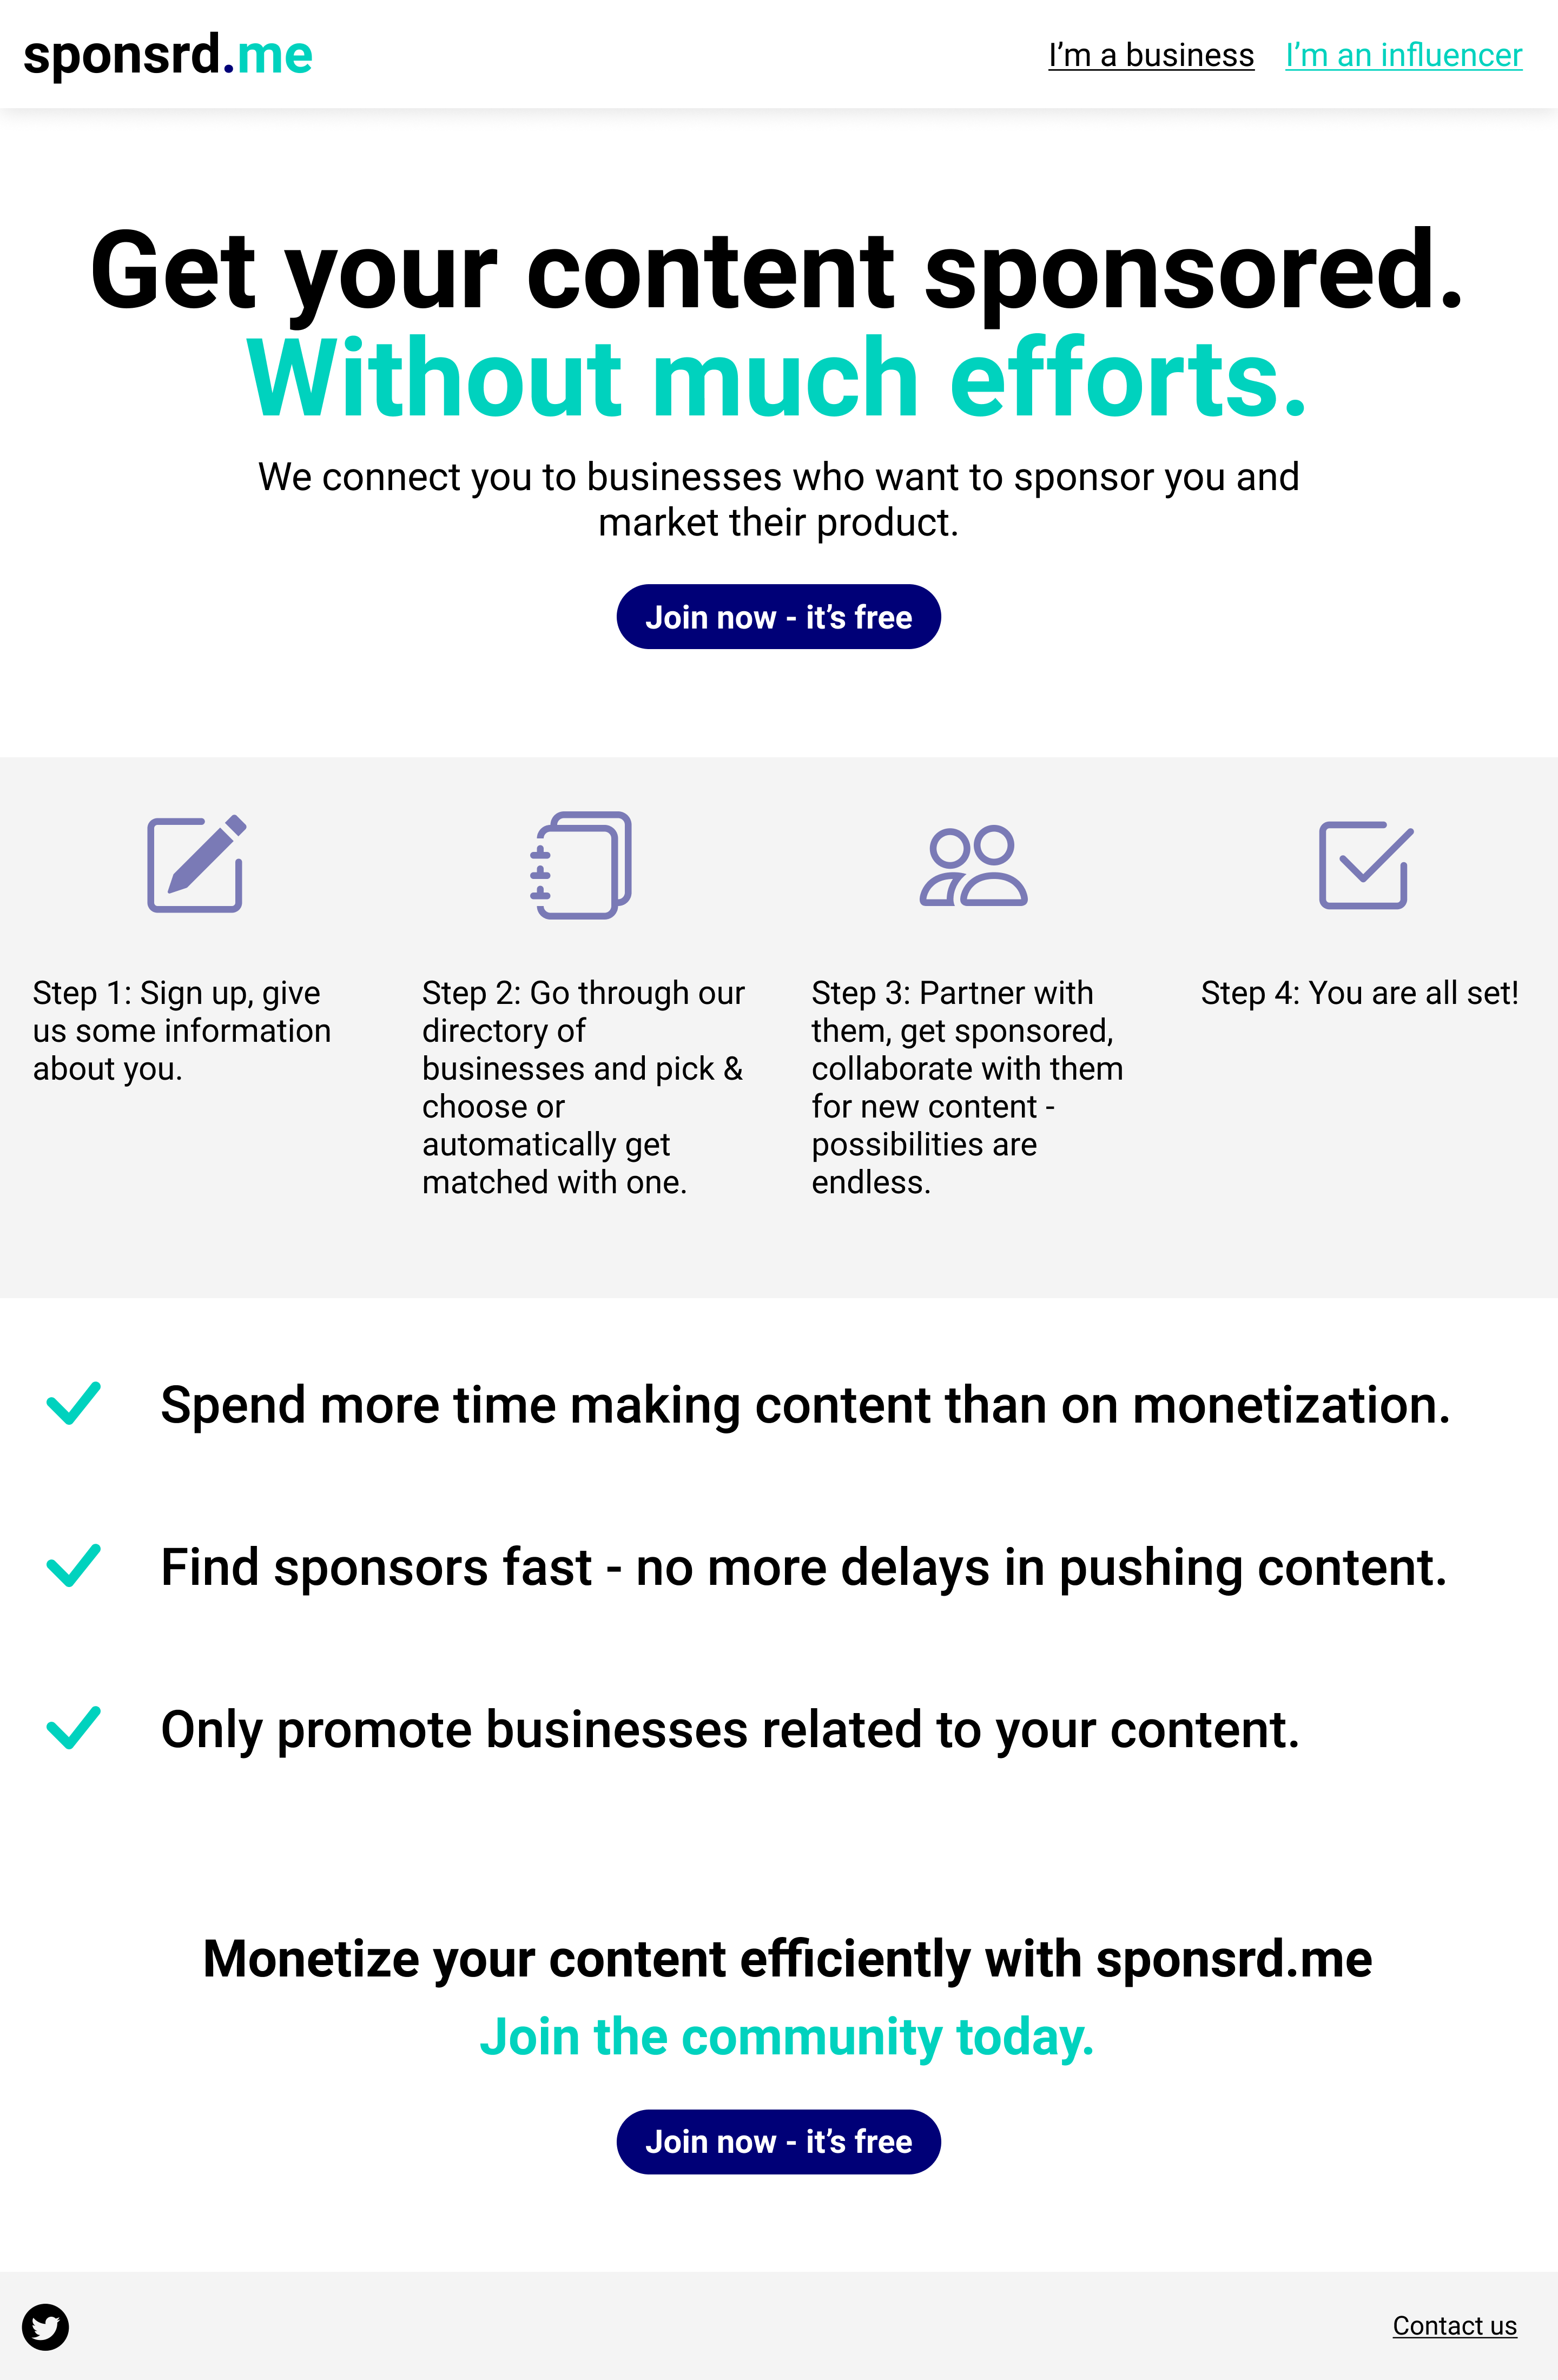 sponsrd.me
I’m a business
I’m an influencer
Get your content sponsored.
Without much efforts.
We connect you to businesses who want to sponsor you and
market their product.
Join now - it’s free
Step 1: Sign up, give
us some information
about you.
Step 2: Go through our
directory of
businesses and pick &
choose or
automatically get
matched with one.
Step 3: Partner with
them, get sponsored,
collaborate with them
for new content -
possibilities are
endless.
Step 4: You are all set!
Spend more time making content than on monetization.
Find sponsors fast - no more delays in pushing content.
Only promote businesses related to your content.
Monetize your content efficiently with sponsrd.me
Join the community today.
Join now - it’s free
Contact us